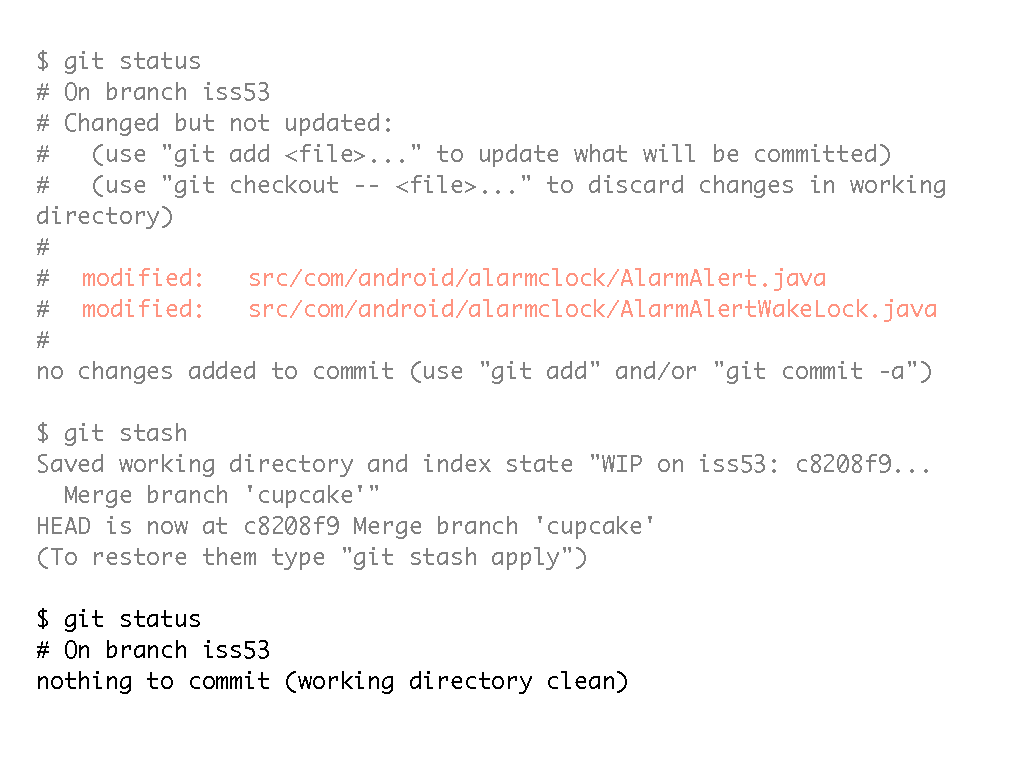 $ git status
# On branch iss53
# Changed but not updated:
#   (use "git add <file>..." to update what will be committed)
#   (use "git checkout -- <file>..." to discard changes in working
directory)
#
#  modified:   src/com/android/alarmclock/AlarmAlert.java
#  modified:   src/com/android/alarmclock/AlarmAlertWakeLock.java
#
no changes added to commit (use "git add" and/or "git commit -a")

$ git stash
Saved working directory and index state "WIP on iss53: c8208f9...
  Merge branch 'cupcake'"
HEAD is now at c8208f9 Merge branch 'cupcake'
(To restore them type "git stash apply")

$ git status
# On branch iss53
nothing to commit (working directory clean)